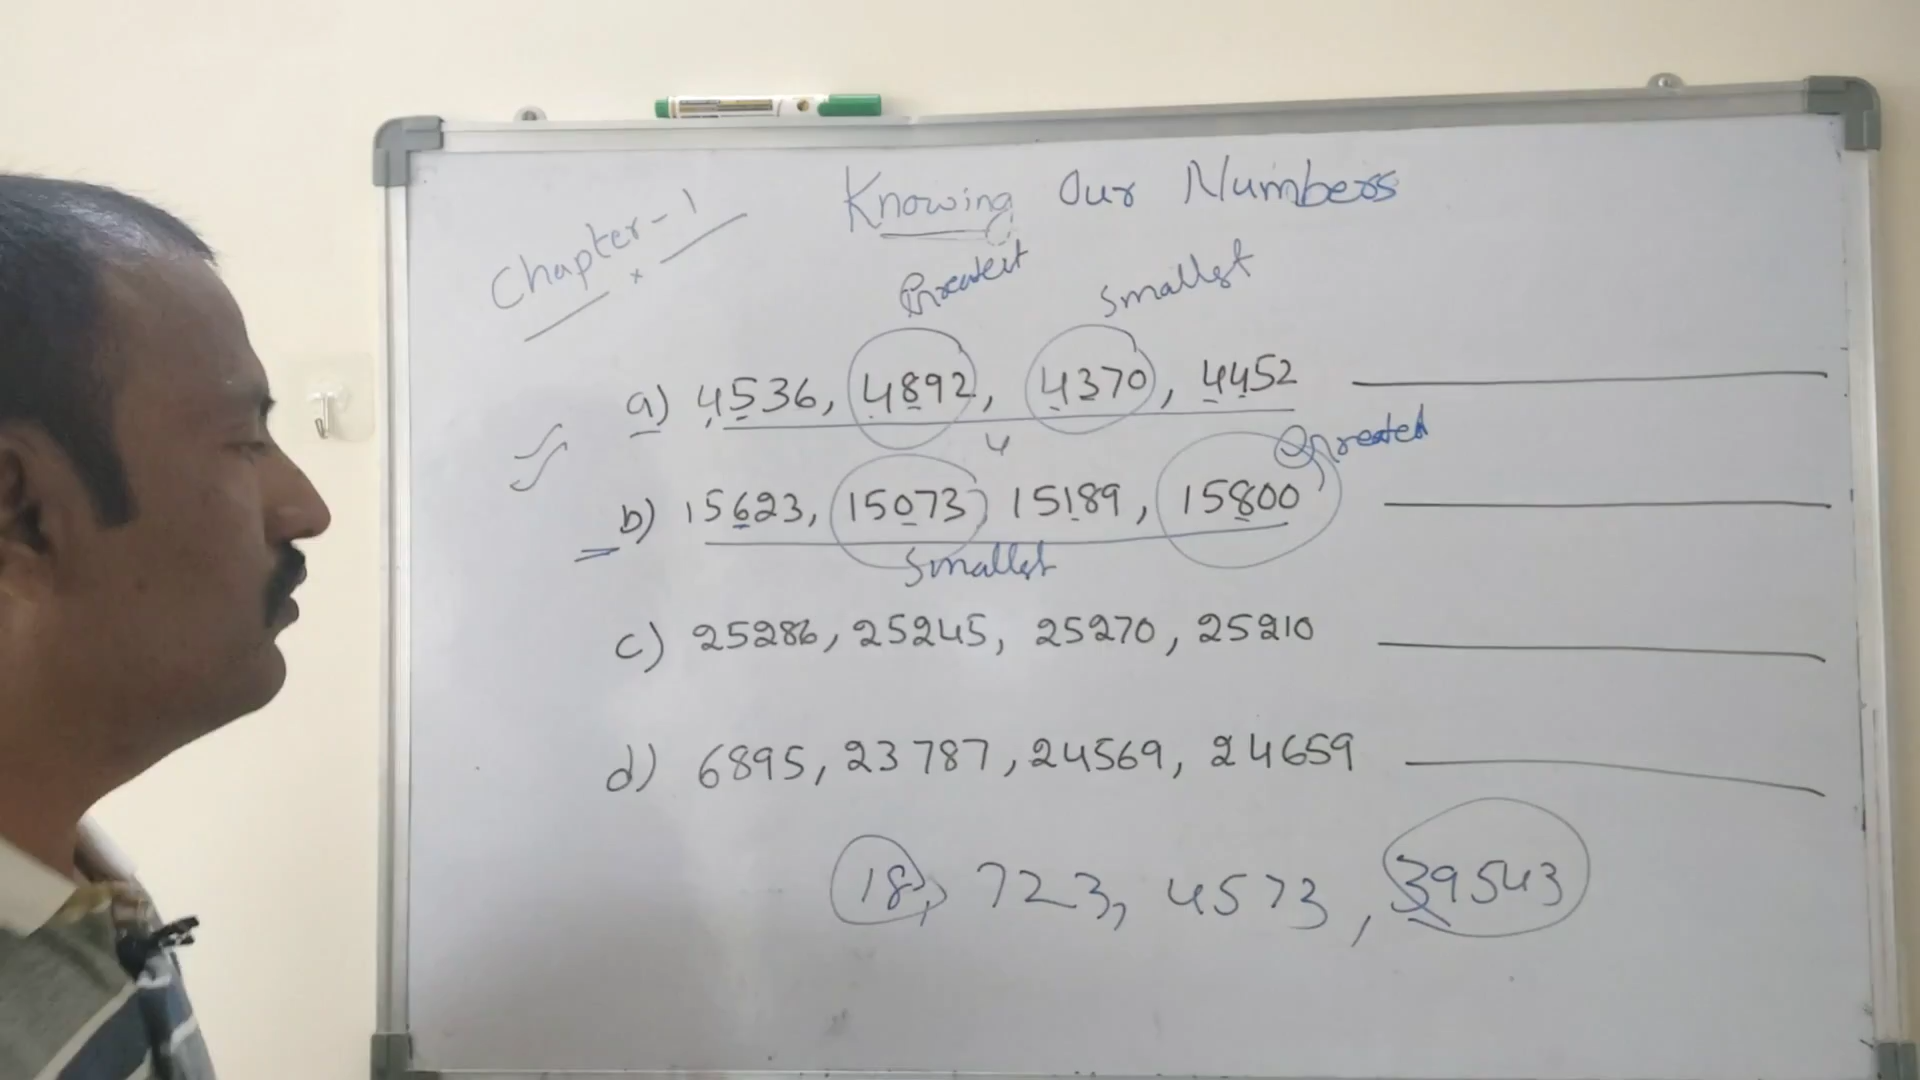 Chapter-1
Knowing Our Numbers
Greatest Smallest
a) 4536, 4892, 4370, 4452
4
Greatest
b) 15623, 15073, 15189, 15800
Smallest
c) 25286, 25245, 25270, 25210
d) 6895, 23787, 24569, 24659
18, 723, 4573, 39543